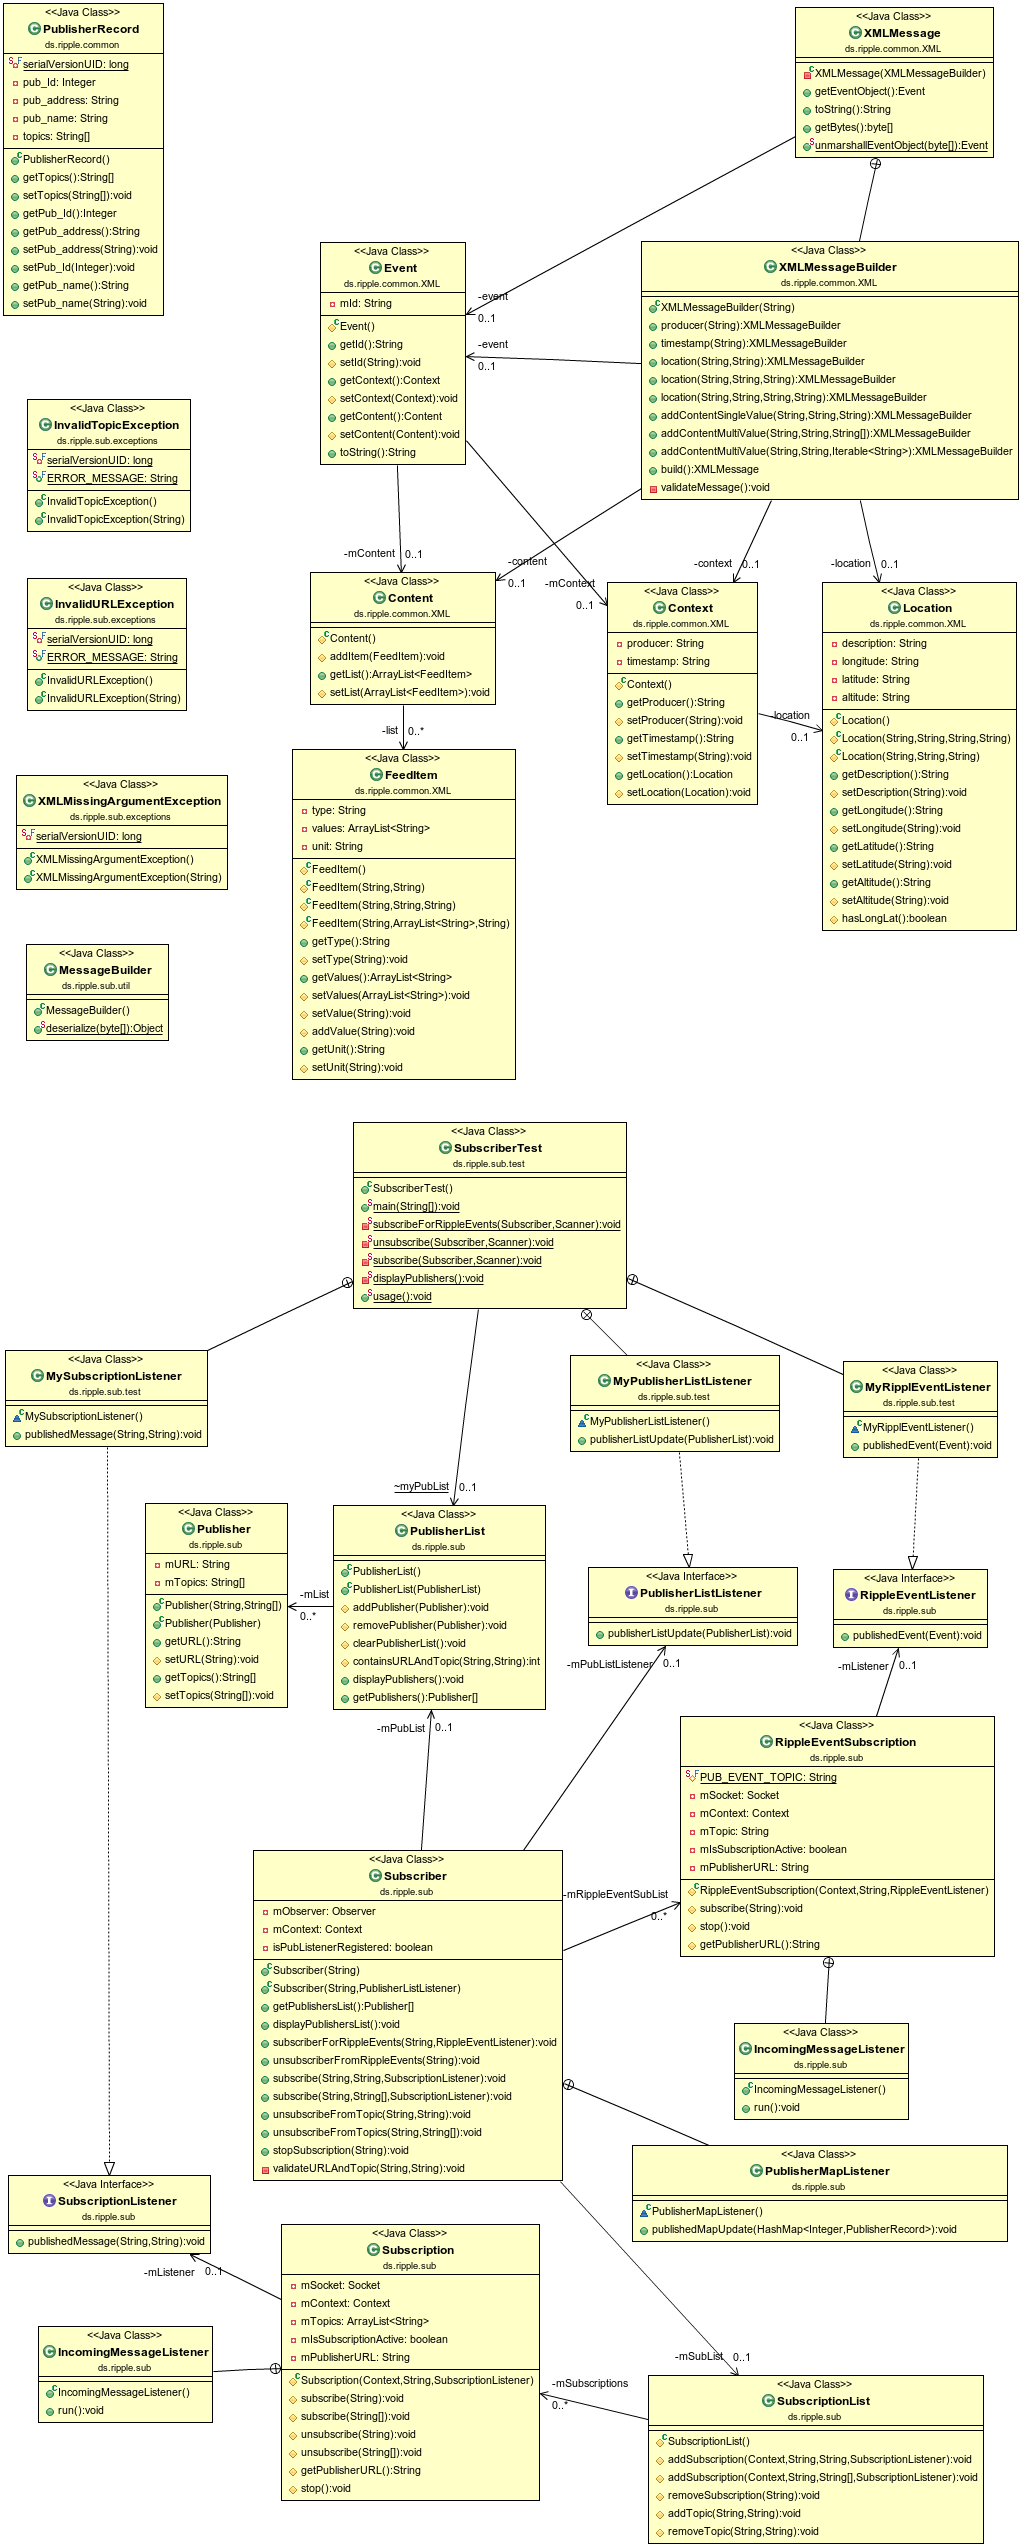 <<Java Class>>
PublisherRecord
ds.ripple.common
serialVersionUID: long
pub_Id: Integer
pub_address: String
pub_name: String
topics: String[]
PublisherRecord()
getTopics():String[]
setTopics(String[]):void
getPub_Id():Integer
getPub_address():String
setPub_address(String):void
setPub_Id(Integer):void
getPub_name():String
setPub_name(String):void
<<Java Class>>
XMLMessage
ds.ripple.common.XML
XMLMessage(XMLMessageBuilder)
getEventObject():Event
toString():String
getBytes():byte[]
unmarshallEventObject(byte[]):Event
<<Java Class>>
Event
ds.ripple.common.XML
mId: String
Event()
getId():String
setId(String):void
getContext():Context
setContext(Context):void
getContent():Content
setContent(Content):void
toString():String
-event
0..1
-event
0..1
<<Java Class>>
XMLMessageBuilder
ds.ripple.common.XML
XMLMessageBuilder(String)
producer(String):XMLMessageBuilder
timestamp(String):XMLMessageBuilder
location(String,String):XMLMessageBuilder
location(String,String,String):XMLMessageBuilder
location(String,String,String,String):XMLMessageBuilder
addContentSingleValue(String,String,String):XMLMessageBuilder
addContentMultiValue(String,String,String[]):XMLMessageBuilder
addContentMultiValue(String,String,Iterable<String>):XMLMessageBuilder
build():XMLMessage
validateMessage():void
<<Java Class>>
InvalidTopicException
ds.ripple.sub.exceptions
serialVersionUID: long
ERROR_MESSAGE: String
InvalidTopicException()
InvalidTopicException(String)
-mContent
0..1
-content
0..1
-mContext
0..1
-context
0..1
-location
0..1
<<Java Class>>
InvalidURLException
ds.ripple.sub.exceptions
serialVersionUID: long
ERROR_MESSAGE: String
InvalidURLException()
InvalidURLException(String)
<<Java Class>>
Content
ds.ripple.common.XML
Content()
addItem(FeedItem):void
getList():ArrayList<FeedItem>
setList(ArrayList<FeedItem>):void
<<Java Class>>
Context
ds.ripple.common.XML
producer: String
timestamp: String
Context()
getProducer():String
setProducer(String):void
getTimestamp():String
setTimestamp(String):void
getLocation():Location
setLocation(Location):void
-location
0..1
<<Java Class>>
Location
ds.ripple.common.XML
description: String
longitude: String
latitude: String
altitude: String
Location()
Location(String,String,String,String)
Location(String,String,String)
getDescription():String
setDescription(String):void
getLongitude():String
setLongitude(String):void
getLatitude():String
setLatitude(String):void
getAltitude():String
setAltitude(String):void
hasLongLat():boolean
-list
0..*
<<Java Class>>
XMLMissingArgumentException
ds.ripple.sub.exceptions
serialVersionUID: long
XMLMissingArgumentException()
XMLMissingArgumentException(String)
<<Java Class>>
FeedItem
ds.ripple.common.XML
type: String
values: ArrayList<String>
unit: String
FeedItem()
FeedItem(String,String)
FeedItem(String,String,String)
FeedItem(String,ArrayList<String>,String)
getType():String
setType(String):void
getValues():ArrayList<String>
setValues(ArrayList<String>):void
setValue(String):void
addValue(String):void
getUnit():String
setUnit(String):void
<<Java Class>>
MessageBuilder
ds.ripple.sub.util
MessageBuilder()
deserialize(byte[]):Object
<<Java Class>>
SubscriberTest
ds.ripple.sub.test
SubscriberTest()
main(String[]):void
subscribeForRippleEvents(Subscriber,Scanner):void
unsubscribe(Subscriber,Scanner):void
subscribe(Subscriber,Scanner):void
displayPublishers():void
usage():void
<<Java Class>>
MySubscriptionListener
ds.ripple.sub.test
MySubscriptionListener()
publishedMessage(String,String):void
<<Java Class>>
MyPublisherListListener
ds.ripple.sub.test
MyPublisherListListener()
publisherListUpdate(PublisherList):void
<<Java Class>>
MyRipplEventListener
ds.ripple.sub.test
MyRipplEventListener()
publishedEvent(Event):void
~myPubList
0..1
<<Java Class>>
Publisher
ds.ripple.sub
mURL: String
mTopics: String[]
Publisher(String,String[])
Publisher(Publisher)
getURL():String
setURL(String):void
getTopics():String[]
setTopics(String[]):void
-mList
0..*
<<Java Class>>
PublisherList
ds.ripple.sub
PublisherList()
PublisherList(PublisherList)
addPublisher(Publisher):void
removePublisher(Publisher):void
clearPublisherList():void
containsURLAndTopic(String,String):int
displayPublishers():void
getPublishers():Publisher[]
<<Java Interface>>
PublisherListListener
ds.ripple.sub
publisherListUpdate(PublisherList):void
<<Java Interface>>
RippleEventListener
ds.ripple.sub
publishedEvent(Event):void
-mPubList
0..1
-mPubListListener
0..1
-mListener
0..1
<<Java Class>>
RippleEventSubscription
ds.ripple.sub
PUB_EVENT_TOPIC: String
mSocket: Socket
mContext: Context
mTopic: String
mIsSubscriptionActive: boolean
mPublisherURL: String
RippleEventSubscription(Context,String,RippleEventListener)
subscribe(String):void
stop():void
getPublisherURL():String
<<Java Class>>
Subscriber
ds.ripple.sub
mObserver: Observer
mContext: Context
isPubListenerRegistered: boolean
Subscriber(String)
Subscriber(String,PublisherListListener)
getPublishersList():Publisher[]
displayPublishersList():void
subscriberForRippleEvents(String,RippleEventListener):void
unsubscriberFromRippleEvents(String):void
subscribe(String,String,SubscriptionListener):void
subscribe(String,String[],SubscriptionListener):void
unsubscribeFromTopic(String,String):void
unsubscribeFromTopics(String,String[]):void
stopSubscription(String):void
validateURLAndTopic(String,String):void
-mRippleEventSubList
0..*
<<Java Class>>
IncomingMessageListener
ds.ripple.sub
IncomingMessageListener()
run():void
<<Java Class>>
PublisherMapListener
ds.ripple.sub
PublisherMapListener()
publishedMapUpdate(HashMap<Integer,PublisherRecord>):void
<<Java Interface>>
SubscriptionListener
ds.ripple.sub
publishedMessage(String,String):void
-mListener
0..1
<<Java Class>>
Subscription
ds.ripple.sub
mSocket: Socket
mContext: Context
mTopics: ArrayList<String>
mIsSubscriptionActive: boolean
mPublisherURL: String
Subscription(Context,String,SubscriptionListener)
subscribe(String):void
subscribe(String[]):void
unsubscribe(String):void
unsubscribe(String[]):void
getPublisherURL():String
stop():void
<<Java Class>>
IncomingMessageListener
ds.ripple.sub
IncomingMessageListener()
run():void
-mSubList
0..1
-mSubscriptions
0..*
<<Java Class>>
SubscriptionList
ds.ripple.sub
SubscriptionList()
addSubscription(Context,String,String,SubscriptionListener):void
addSubscription(Context,String,String[],SubscriptionListener):void
removeSubscription(String):void
addTopic(String,String):void
removeTopic(String,String):void